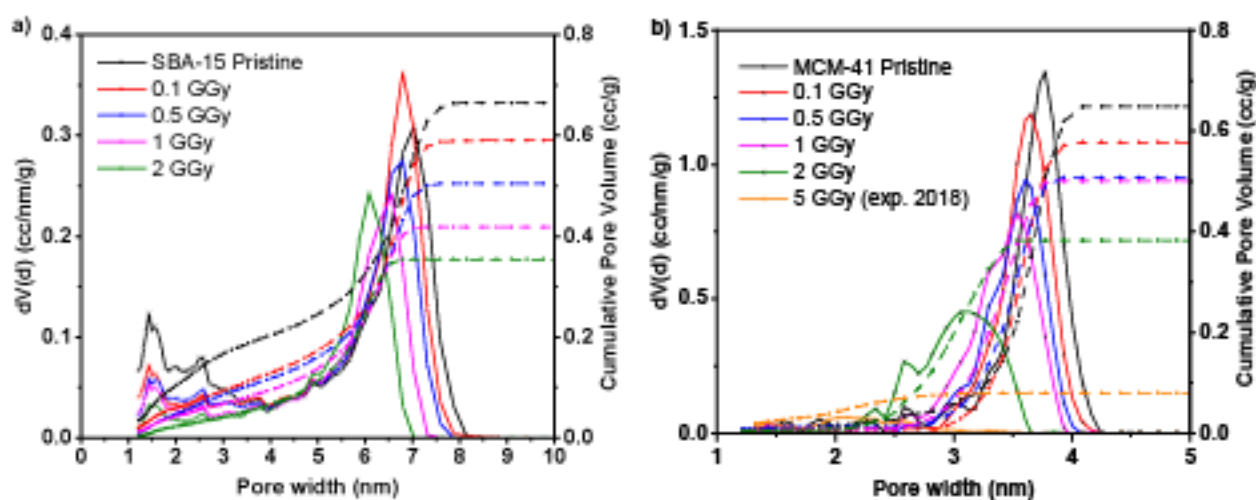 a)
0.4
0.3
0.2
0.1
0.0
dV(d) (cc/nm/g)
SBA-15 Pristine
0.1 GGy
0.5 GGy
1 GGy
2 GGy
0.8
0.6
0.4
0.2
0.0
Cumulative Pore Volume (cc/g)
0 1 2 3 4 5 6 7 8 9 10
Pore width (nm)
b)
1.5
1.0
0.5
0.0
dV(d) (cc/nm/g)
MCM-41 Pristine
0.1 GGy
0.5 GGy
1 GGy
2 GGy
5 GGy (exp. 2018)
0.8
0.6
0.4
0.2
0.0
Cumulative Pore Volume (cc/g)
1 2 3 4 5
Pore width (nm)